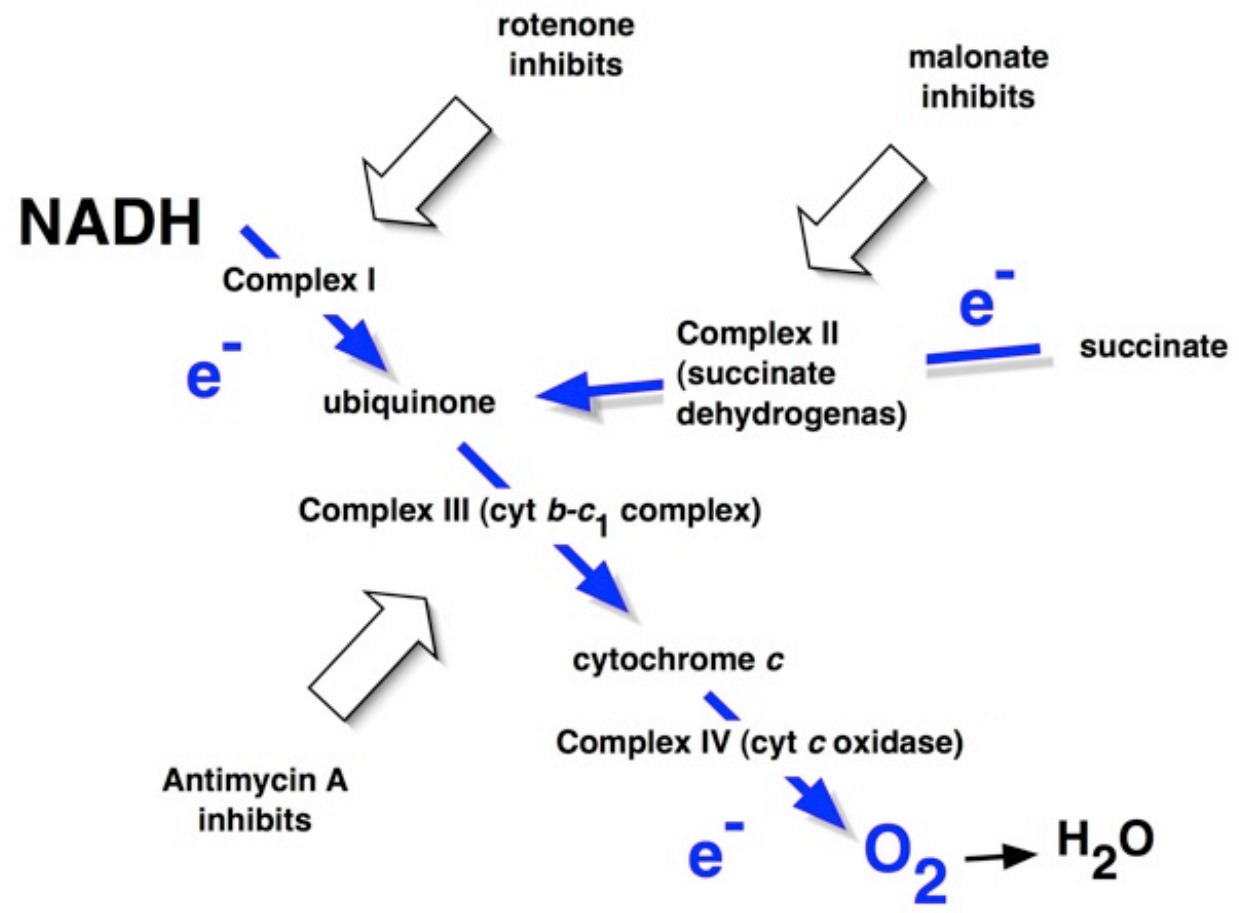 rotenone
inhibits
malonate
inhibits
NADH
Complex I
e-
succinate
Complex II
(succinate
dehydrogenas)
e-
ubiquinone
Complex III (cyt b-c1 complex)
cytochrome c
Complex IV (cyt c oxidase)
Antimycin A
inhibits
e-
O2
H2O